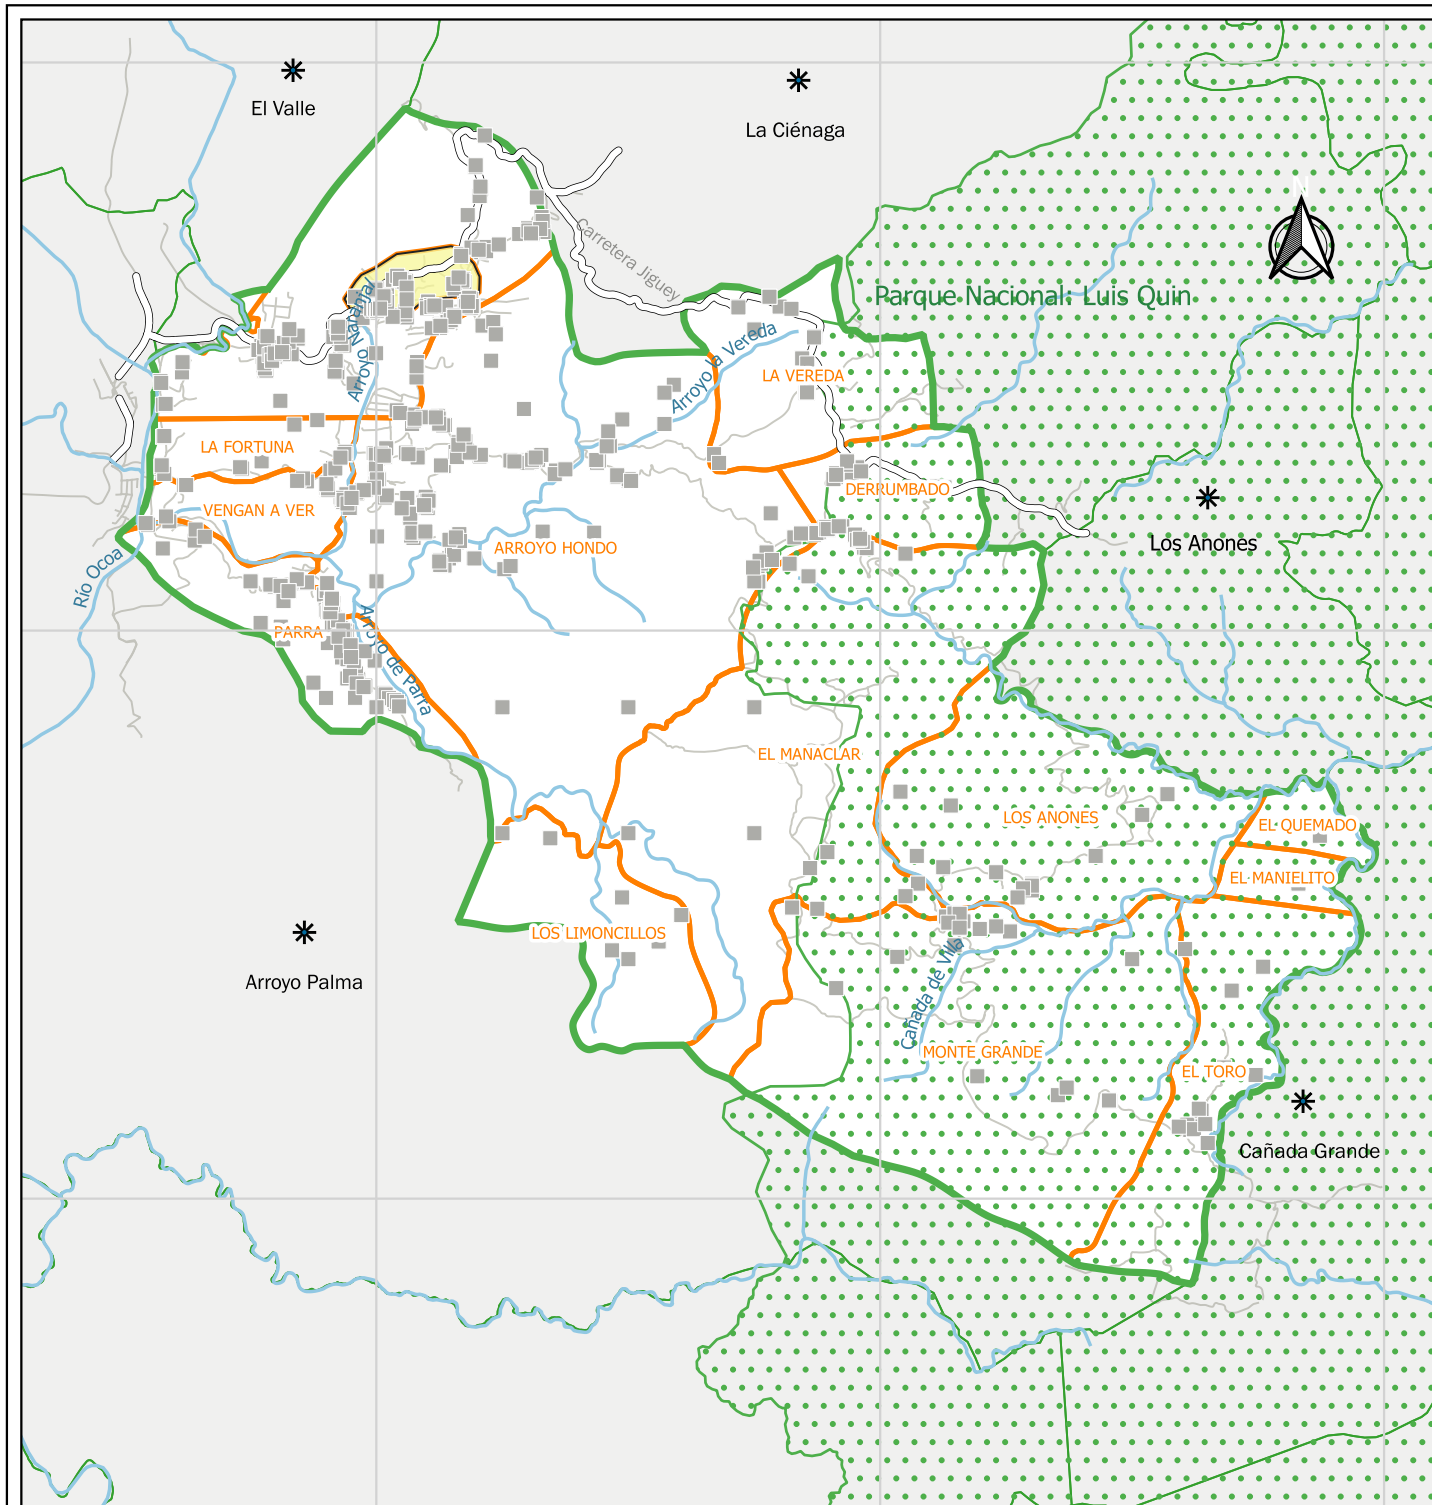 El Valle
La Ciénaga
N
Carretera Jiguey
Parque Nacional Luis Quin
Arroyo Naranjal
Arroyo la Vereda
LA VEREDA
LA FORTUNA
DERRUMBADO
VENGAN A VER
ARROYO HONDO
Los Anones
Río Ocoa
PARRA
Arroyo de Parra
EL MANACLAR
LOS ANONES
EL QUEMADO
EL MANIELITO
LOS LIMONCILLOS
Arroyo Palma
Cañada de Villa
MONTE GRANDE
EL TORO
Cañada Grande